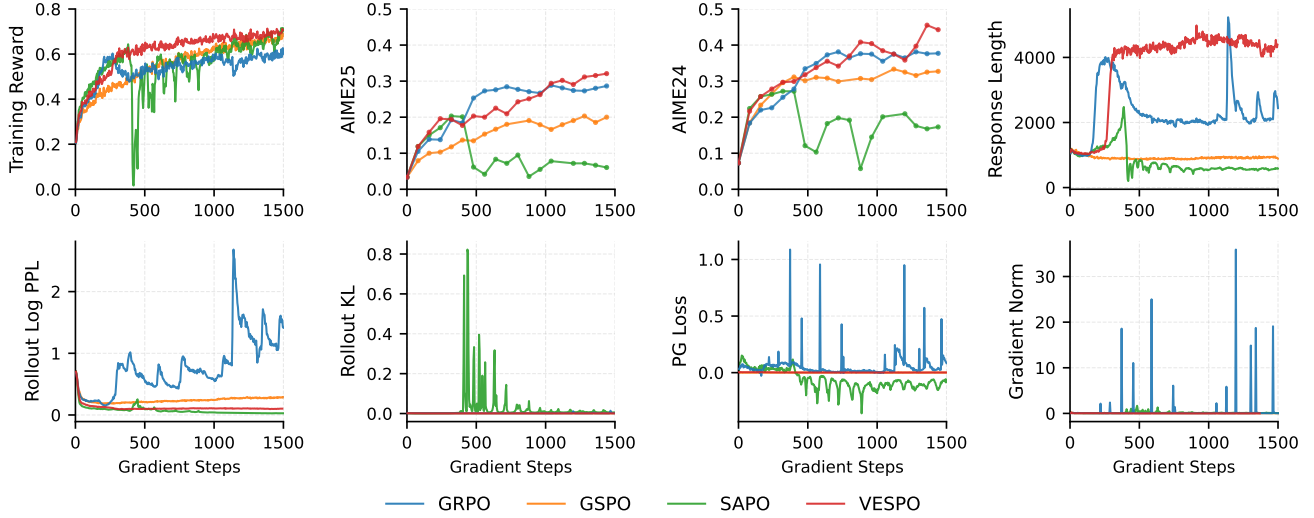 Training Reward
0.8
0.6
0.4
0.2
0.0
0 500 1000 1500
AIME25
0.5
0.4
0.3
0.2
0.1
0.0
0 500 1000 1500
AIME24
0.5
0.4
0.3
0.2
0.1
0.0
0 500 1000 1500
Response Length
4000
2000
0
0 500 1000 1500
Rollout Log PPL
2
1
0
0 500 1000 1500
Gradient Steps
Rollout KL
0.8
0.6
0.4
0.2
0.0
0 500 1000 1500
Gradient Steps
PG Loss
1.0
0.5
0.0
0 500 1000 1500
Gradient Steps
Gradient Norm
30
20
10
0
0 500 1000 1500
Gradient Steps
GRPO GSPO SAPO VESPO